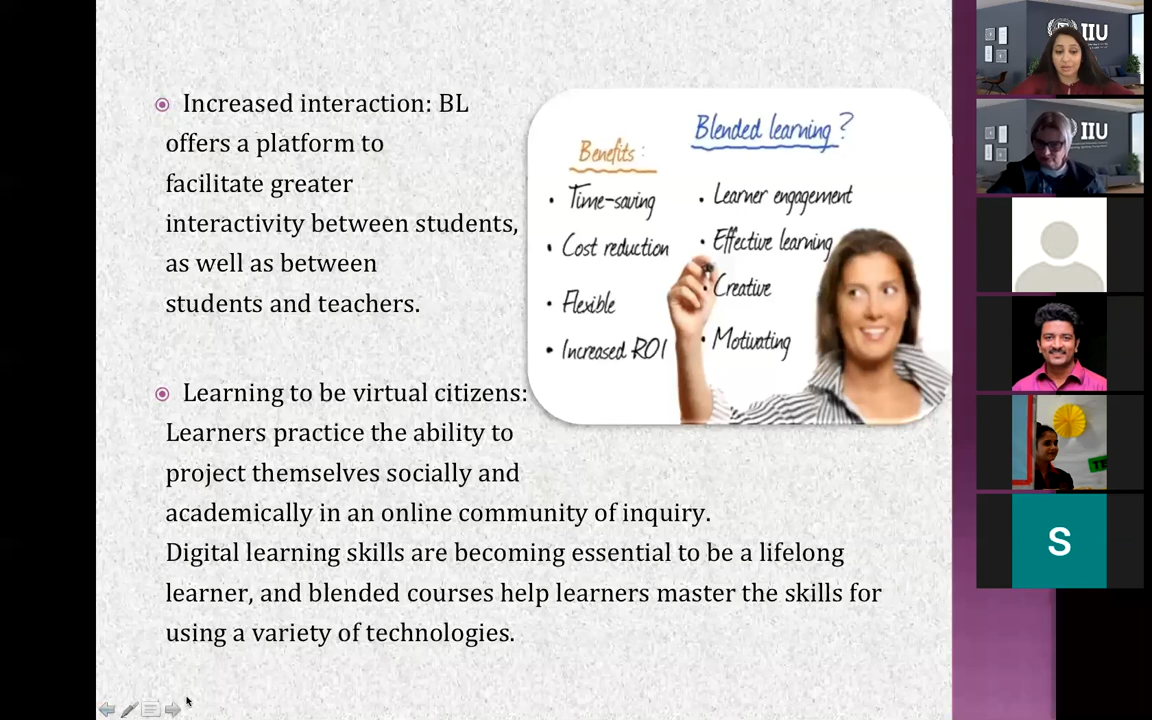 Increased interaction: BL
offers a platform to
facilitate greater
interactivity between students,
as well as between
students and teachers.
Learning to be virtual citizens:
Learners practice the ability to
project themselves socially and
academically in an online community of inquiry.
Digital learning skills are becoming essential to be a lifelong
learner, and blended courses help learners master the skills for
using a variety of technologies.
Blended learning?
Benefits:
• Time-saving
• Cost reduction
• Flexible
• Increased ROI
• Learner engagement
• Effective learning
• Creative
• Motivating
IIU
IIU
S